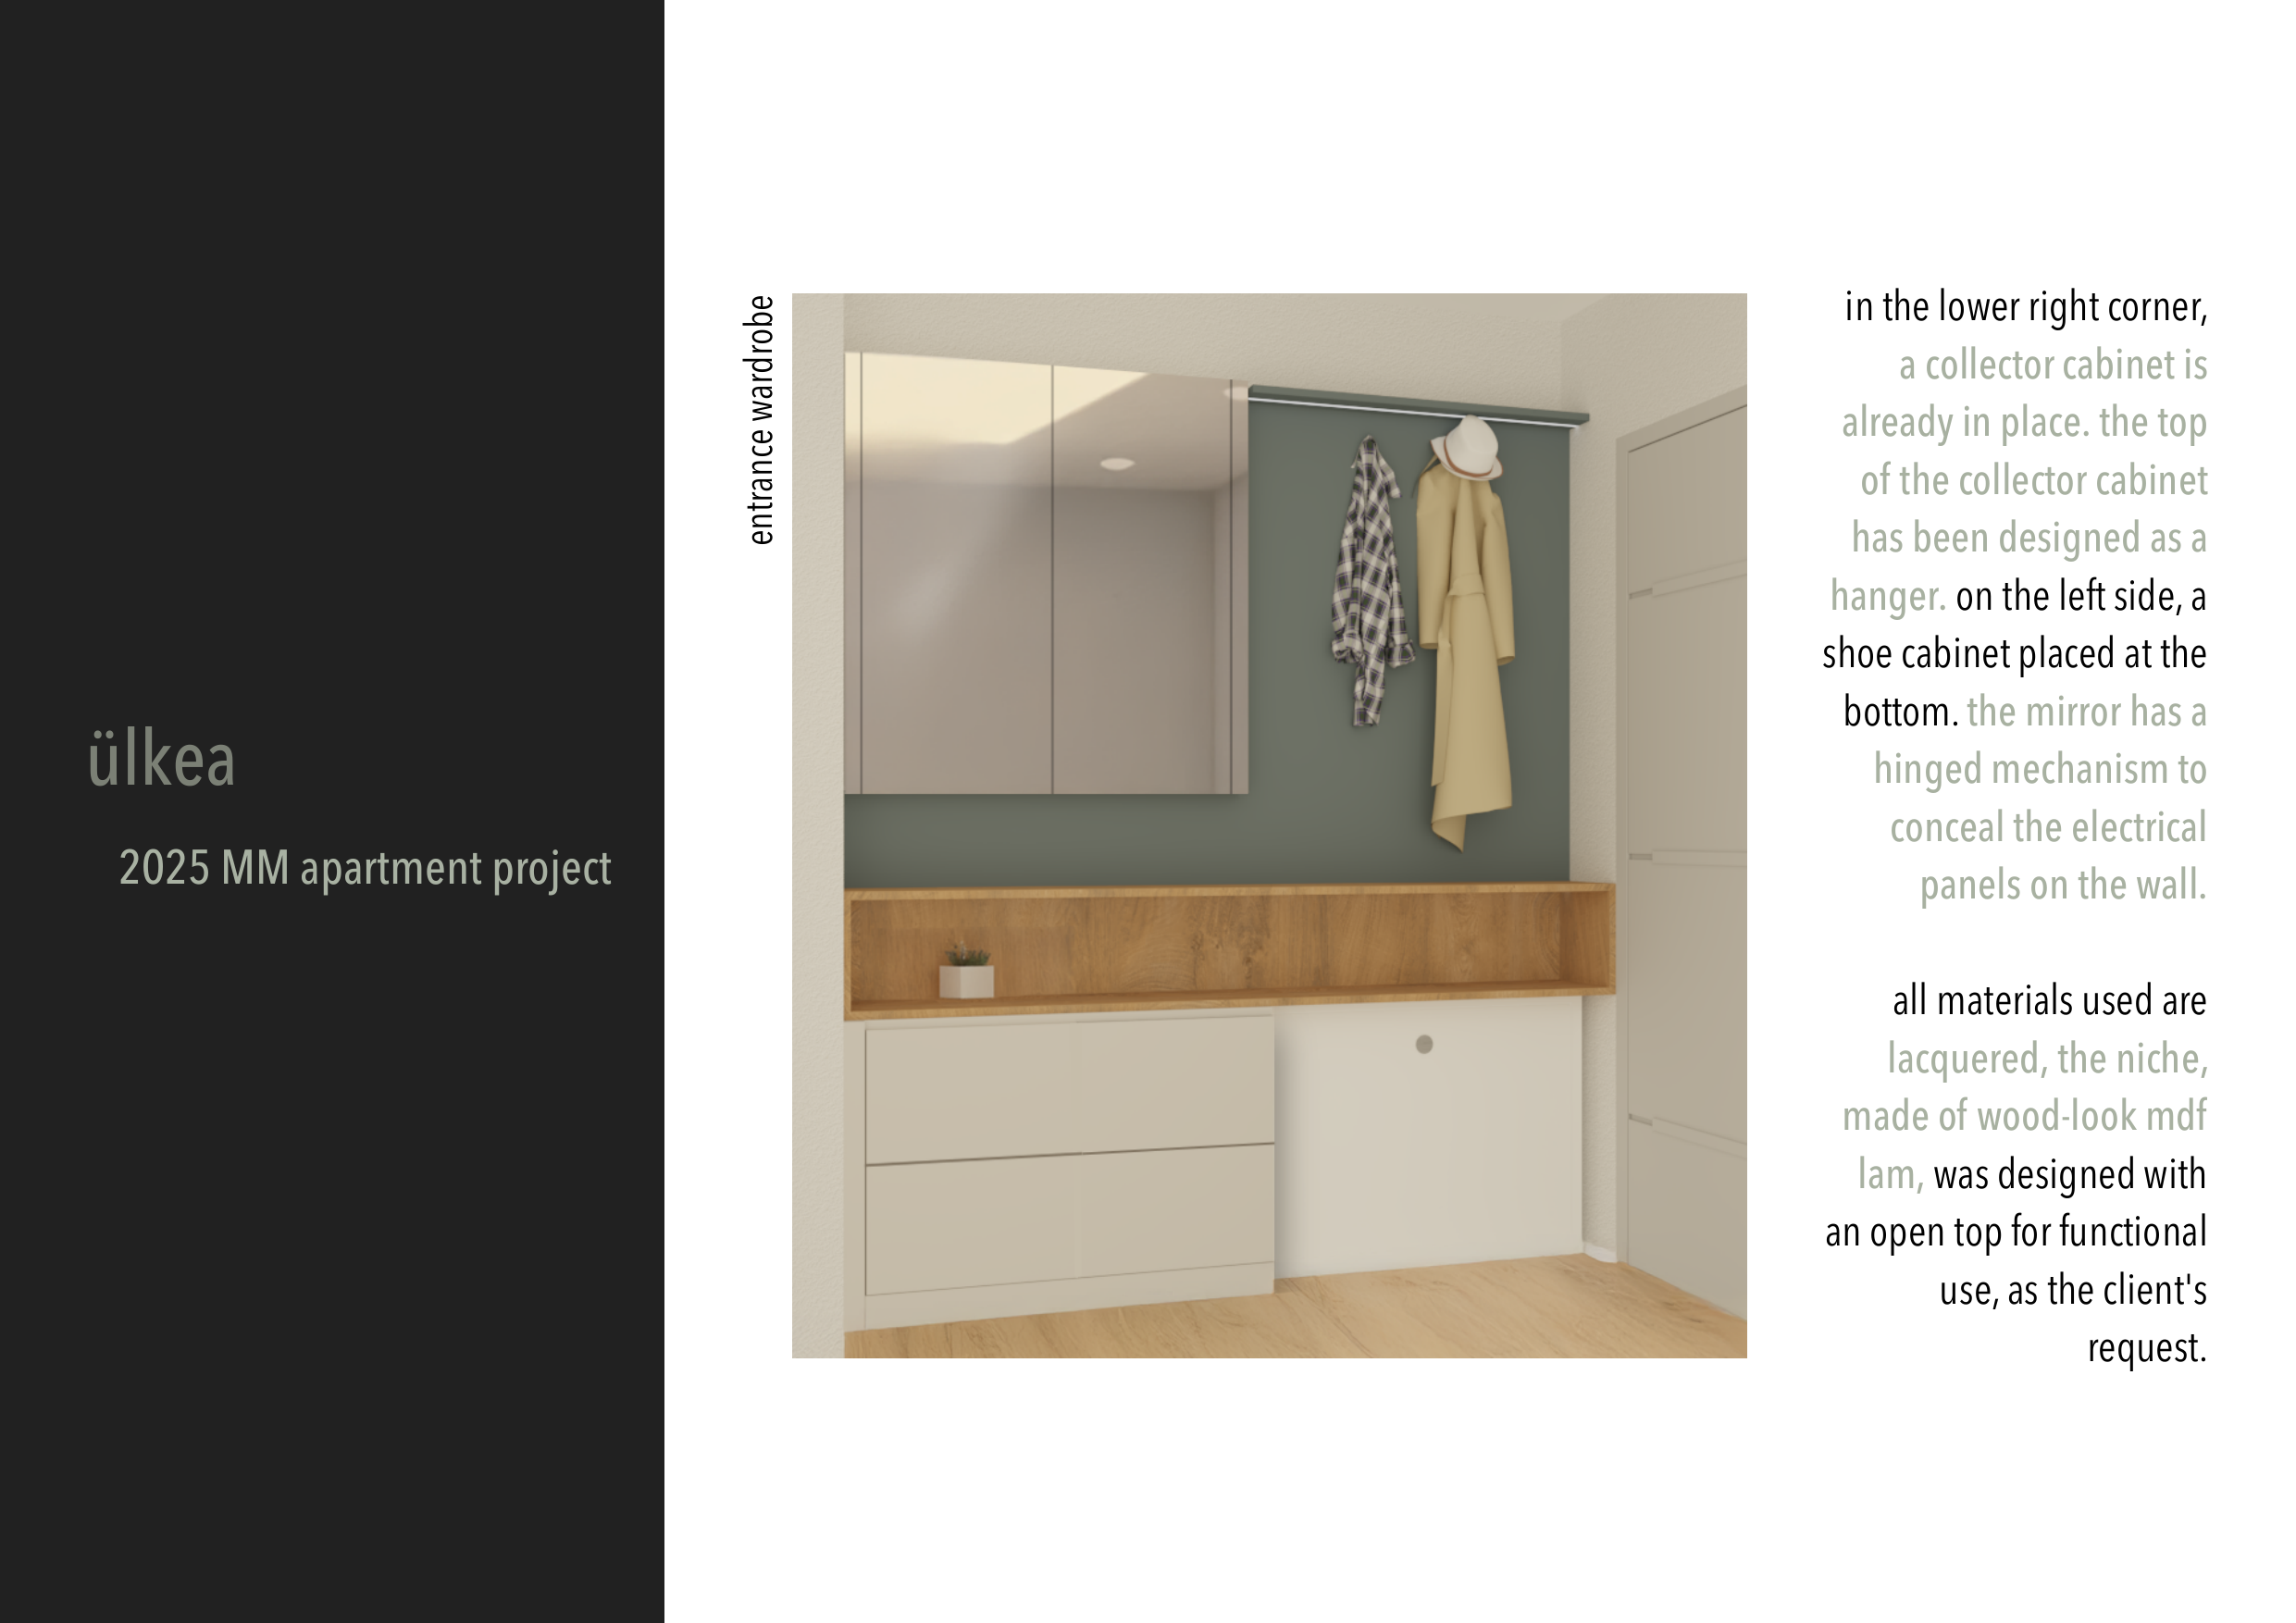 ülkea
2025 MM apartment project
entrance wardrobe
in the lower right corner,
a collector cabinet is
already in place. the top
of the collector cabinet
has been designed as a
hanger. on the left side, a
shoe cabinet placed at the
bottom. the mirror has a
hinged mechanism to
conceal the electrical
panels on the wall.
all materials used are
lacquered, the niche,
made of wood-look mdf
lam, was designed with
an open top for functional
use, as the client's
request.